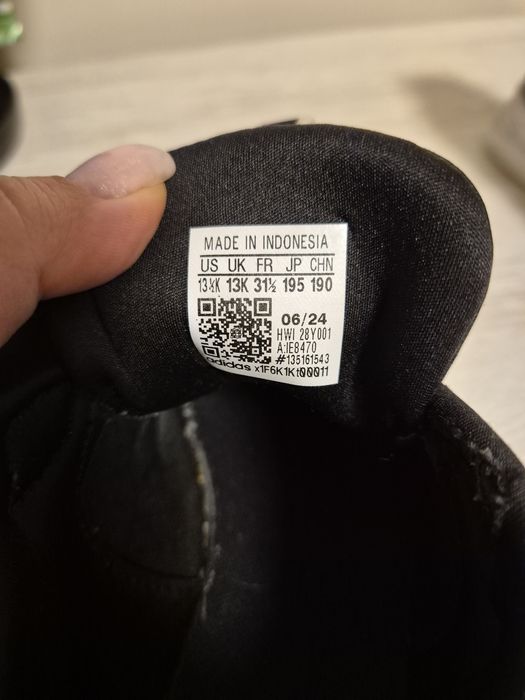 MADE IN INDONESIA
US UK FR JP CHN
13½K 13K 31½ 195 190
06/24
HWI 28Y001
A:IE8470
#135161543
adidas x1F6K1Kt00011